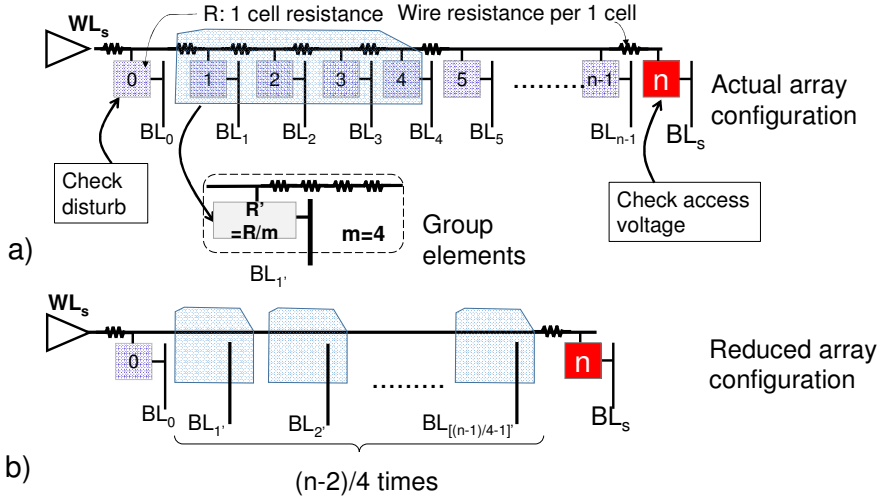 WLs
R: 1 cell resistance
Wire resistance per 1 cell
0
1
2
3
4
5
.........
n-1
n
BL0
BL1
BL2
BL3
BL4
BL5
BLn-1
BLs
Actual array
configuration
Check
disturb
Check access
voltage
R'
=R/m
m=4
BL1'
Group
elements
a)
WLs
0
n
.........
BL0
BL1'
BL2'
BL[(n-1)/4-1]'
BLs
Reduced array
configuration
(n-2)/4 times
b)